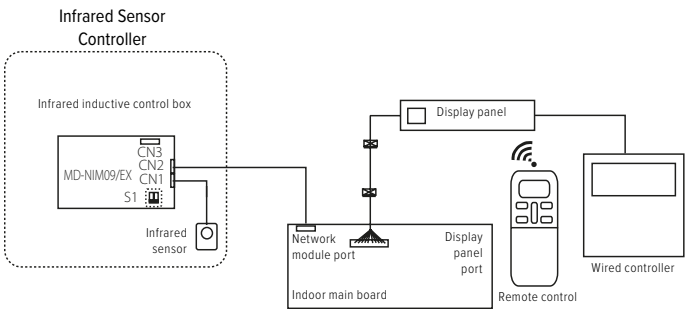 Infrared Sensor
Controller
Infrared inductive control box
Display panel
CN3
CN2
MD-NIM09/EX
CN1
S1
Infrared
sensor
Network
module port
Display
panel
port
Indoor main board
Remote control
Wired controller